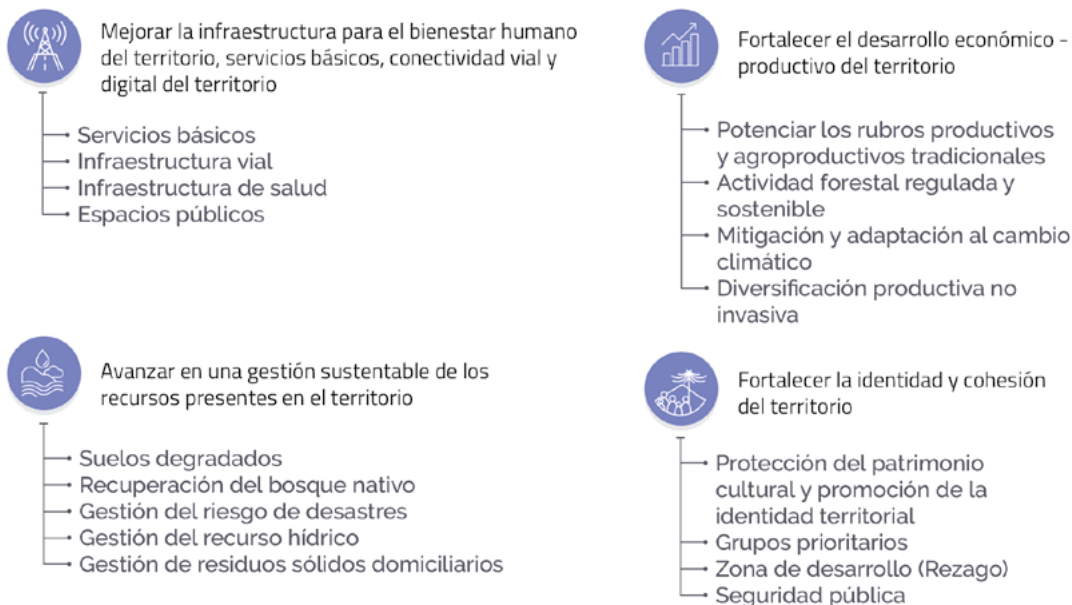 Mejorar la infraestructura para el bienestar humano
del territorio, servicios básicos, conectividad vial y
digital del territorio
Servicios básicos
Infraestructura vial
Infraestructura de salud
Espacios públicos
Fortalecer el desarrollo económico -
productivo del territorio
Potenciar los rubros productivos
y agroproductivos tradicionales
Actividad forestal regulada y
sostenible
Mitigación y adaptación al cambio
climático
Diversificación productiva no
invasiva
Avanzar en una gestión sustentable de los
recursos presentes en el territorio
Suelos degradados
Recuperación del bosque nativo
Gestión del riesgo de desastres
Gestión del recurso hídrico
Gestión de residuos sólidos domiciliarios
Fortalecer la identidad y cohesión
del territorio
Protección del patrimonio
cultural y promoción de la
identidad territorial
Grupos prioritarios
Zona de desarrollo (Rezago)
Seguridad pública